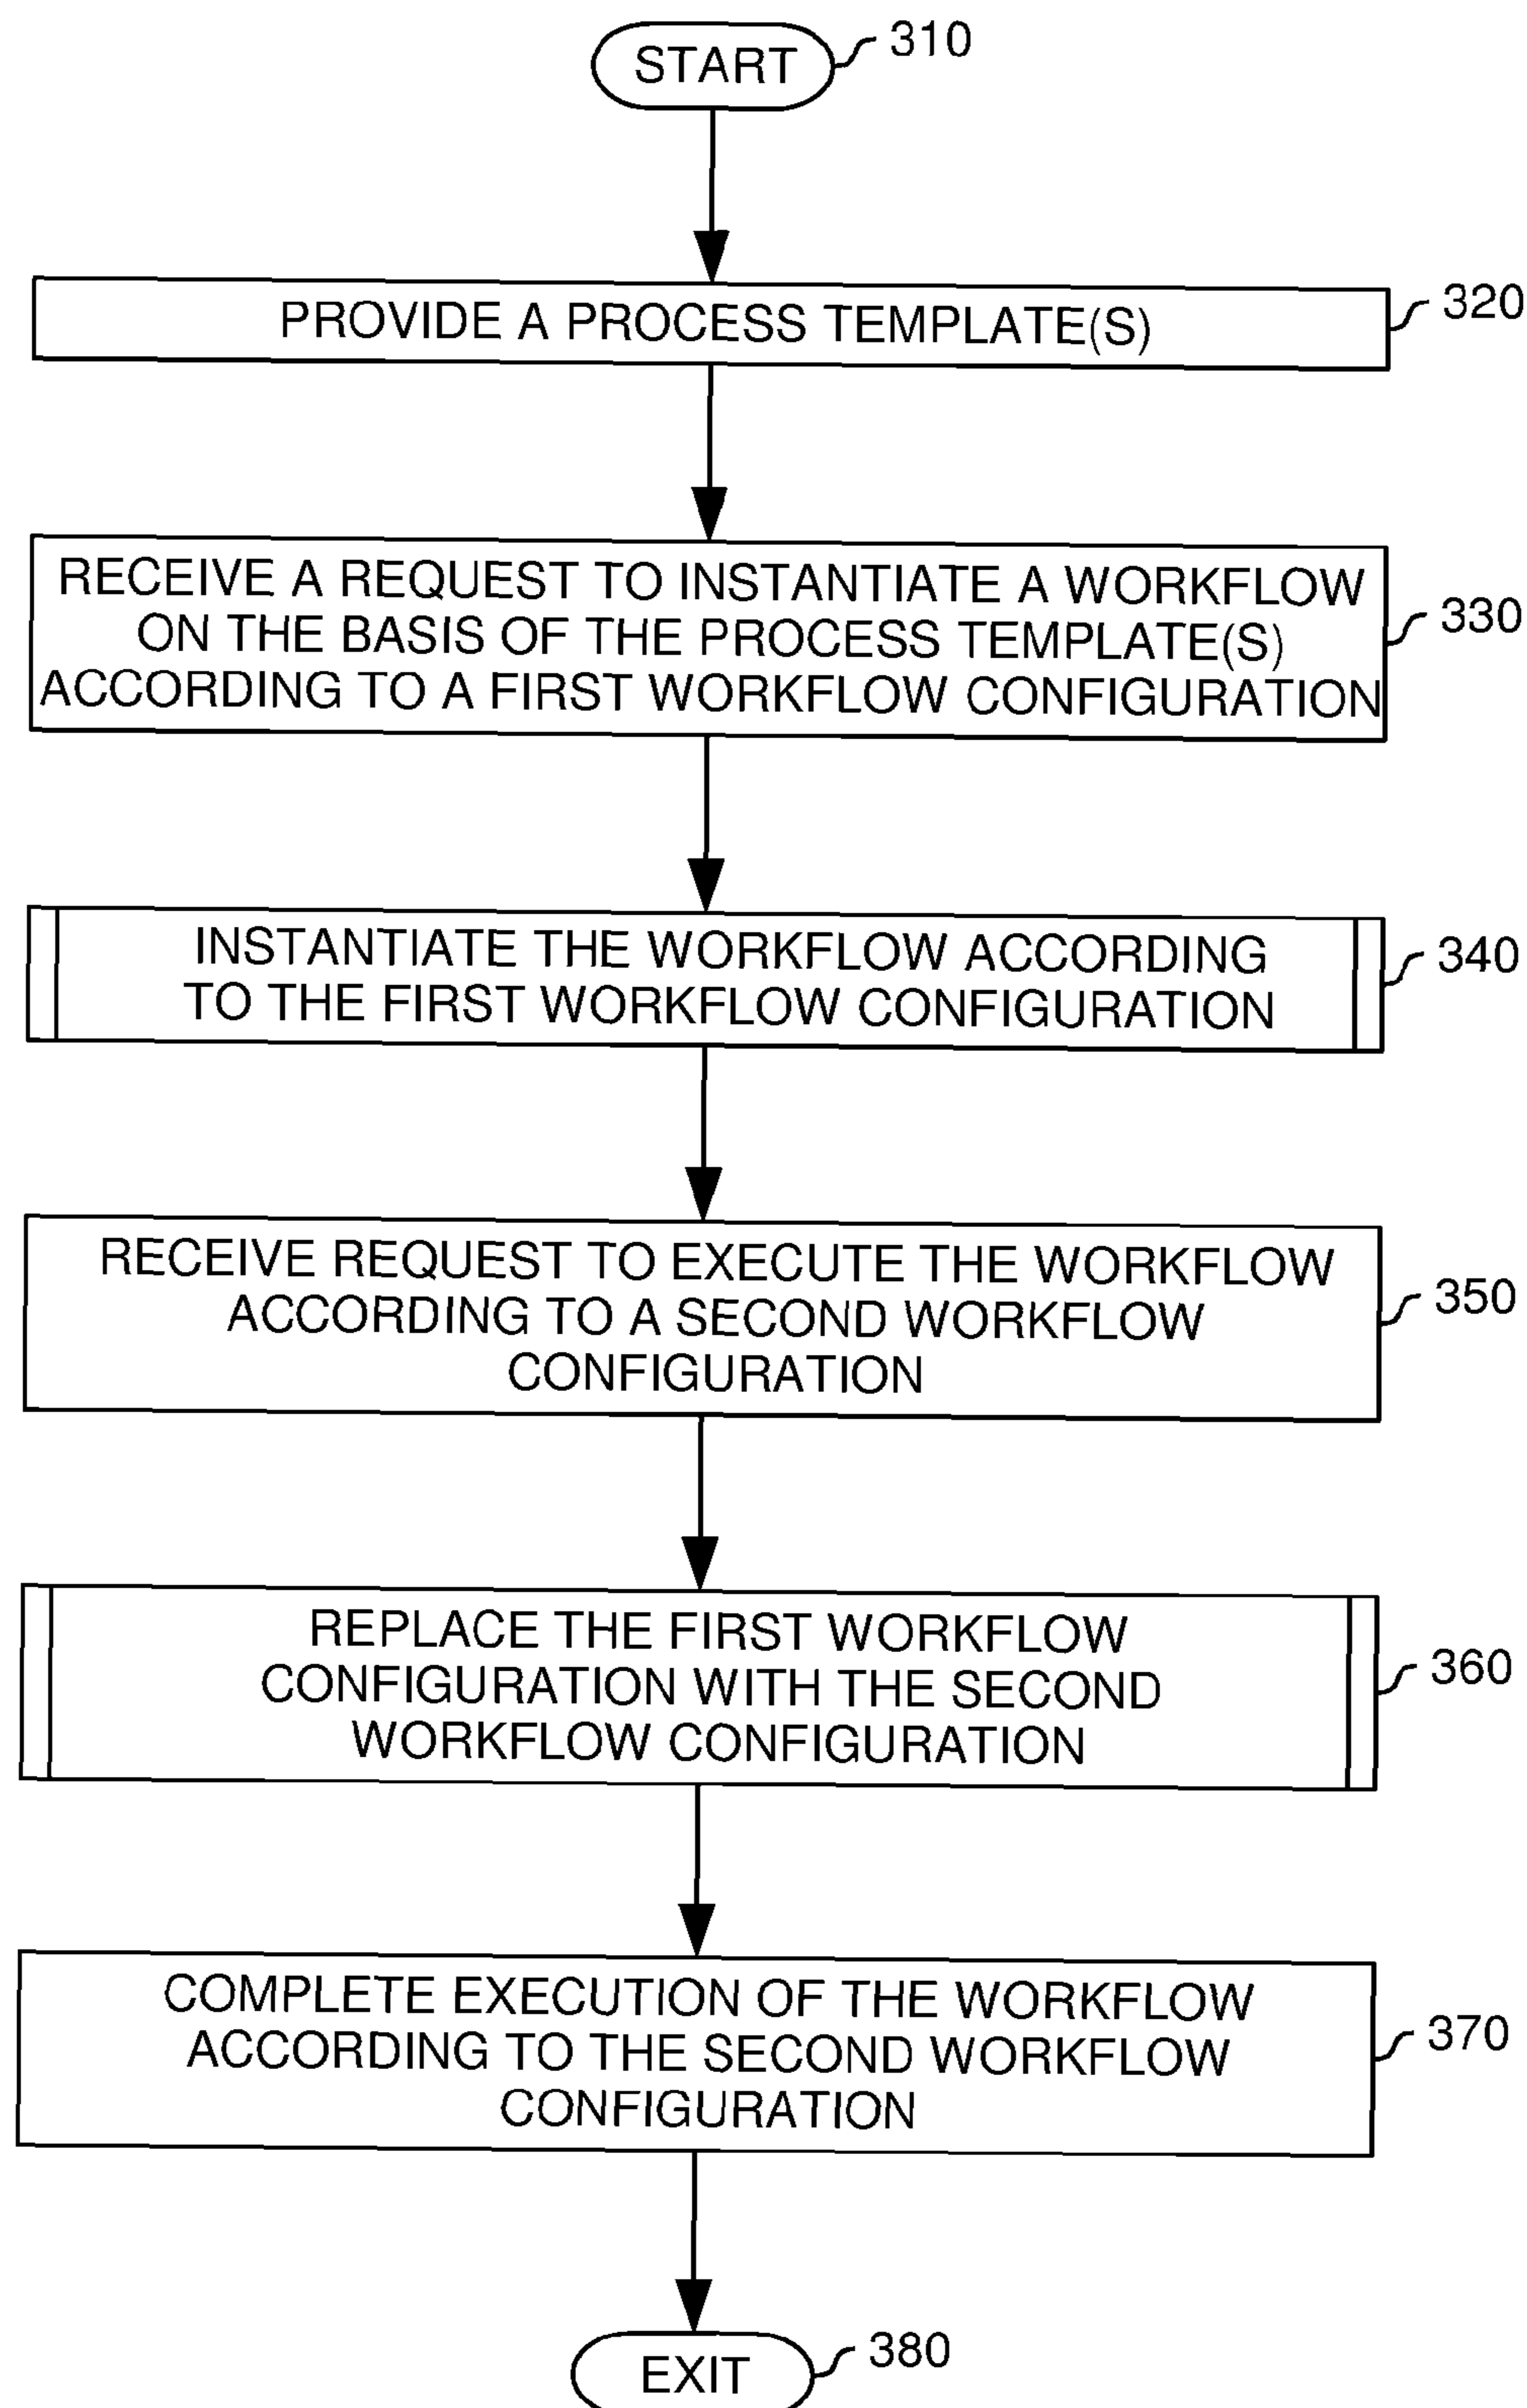 START
310
PROVIDE A PROCESS TEMPLATE(S)
320
RECEIVE A REQUEST TO INSTANTIATE A WORKFLOW
ON THE BASIS OF THE PROCESS TEMPLATE(S)
ACCORDING TO A FIRST WORKFLOW CONFIGURATION
330
INSTANTIATE THE WORKFLOW ACCORDING
TO THE FIRST WORKFLOW CONFIGURATION
340
RECEIVE REQUEST TO EXECUTE THE WORKFLOW
ACCORDING TO A SECOND WORKFLOW
CONFIGURATION
350
REPLACE THE FIRST WORKFLOW
CONFIGURATION WITH THE SECOND
WORKFLOW CONFIGURATION
360
COMPLETE EXECUTION OF THE WORKFLOW
ACCORDING TO THE SECOND WORKFLOW
CONFIGURATION
370
EXIT
380